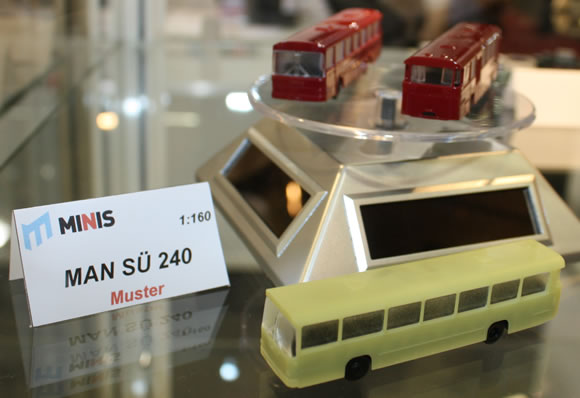 MINIS
1:160
MAN SÜ 240
Muster